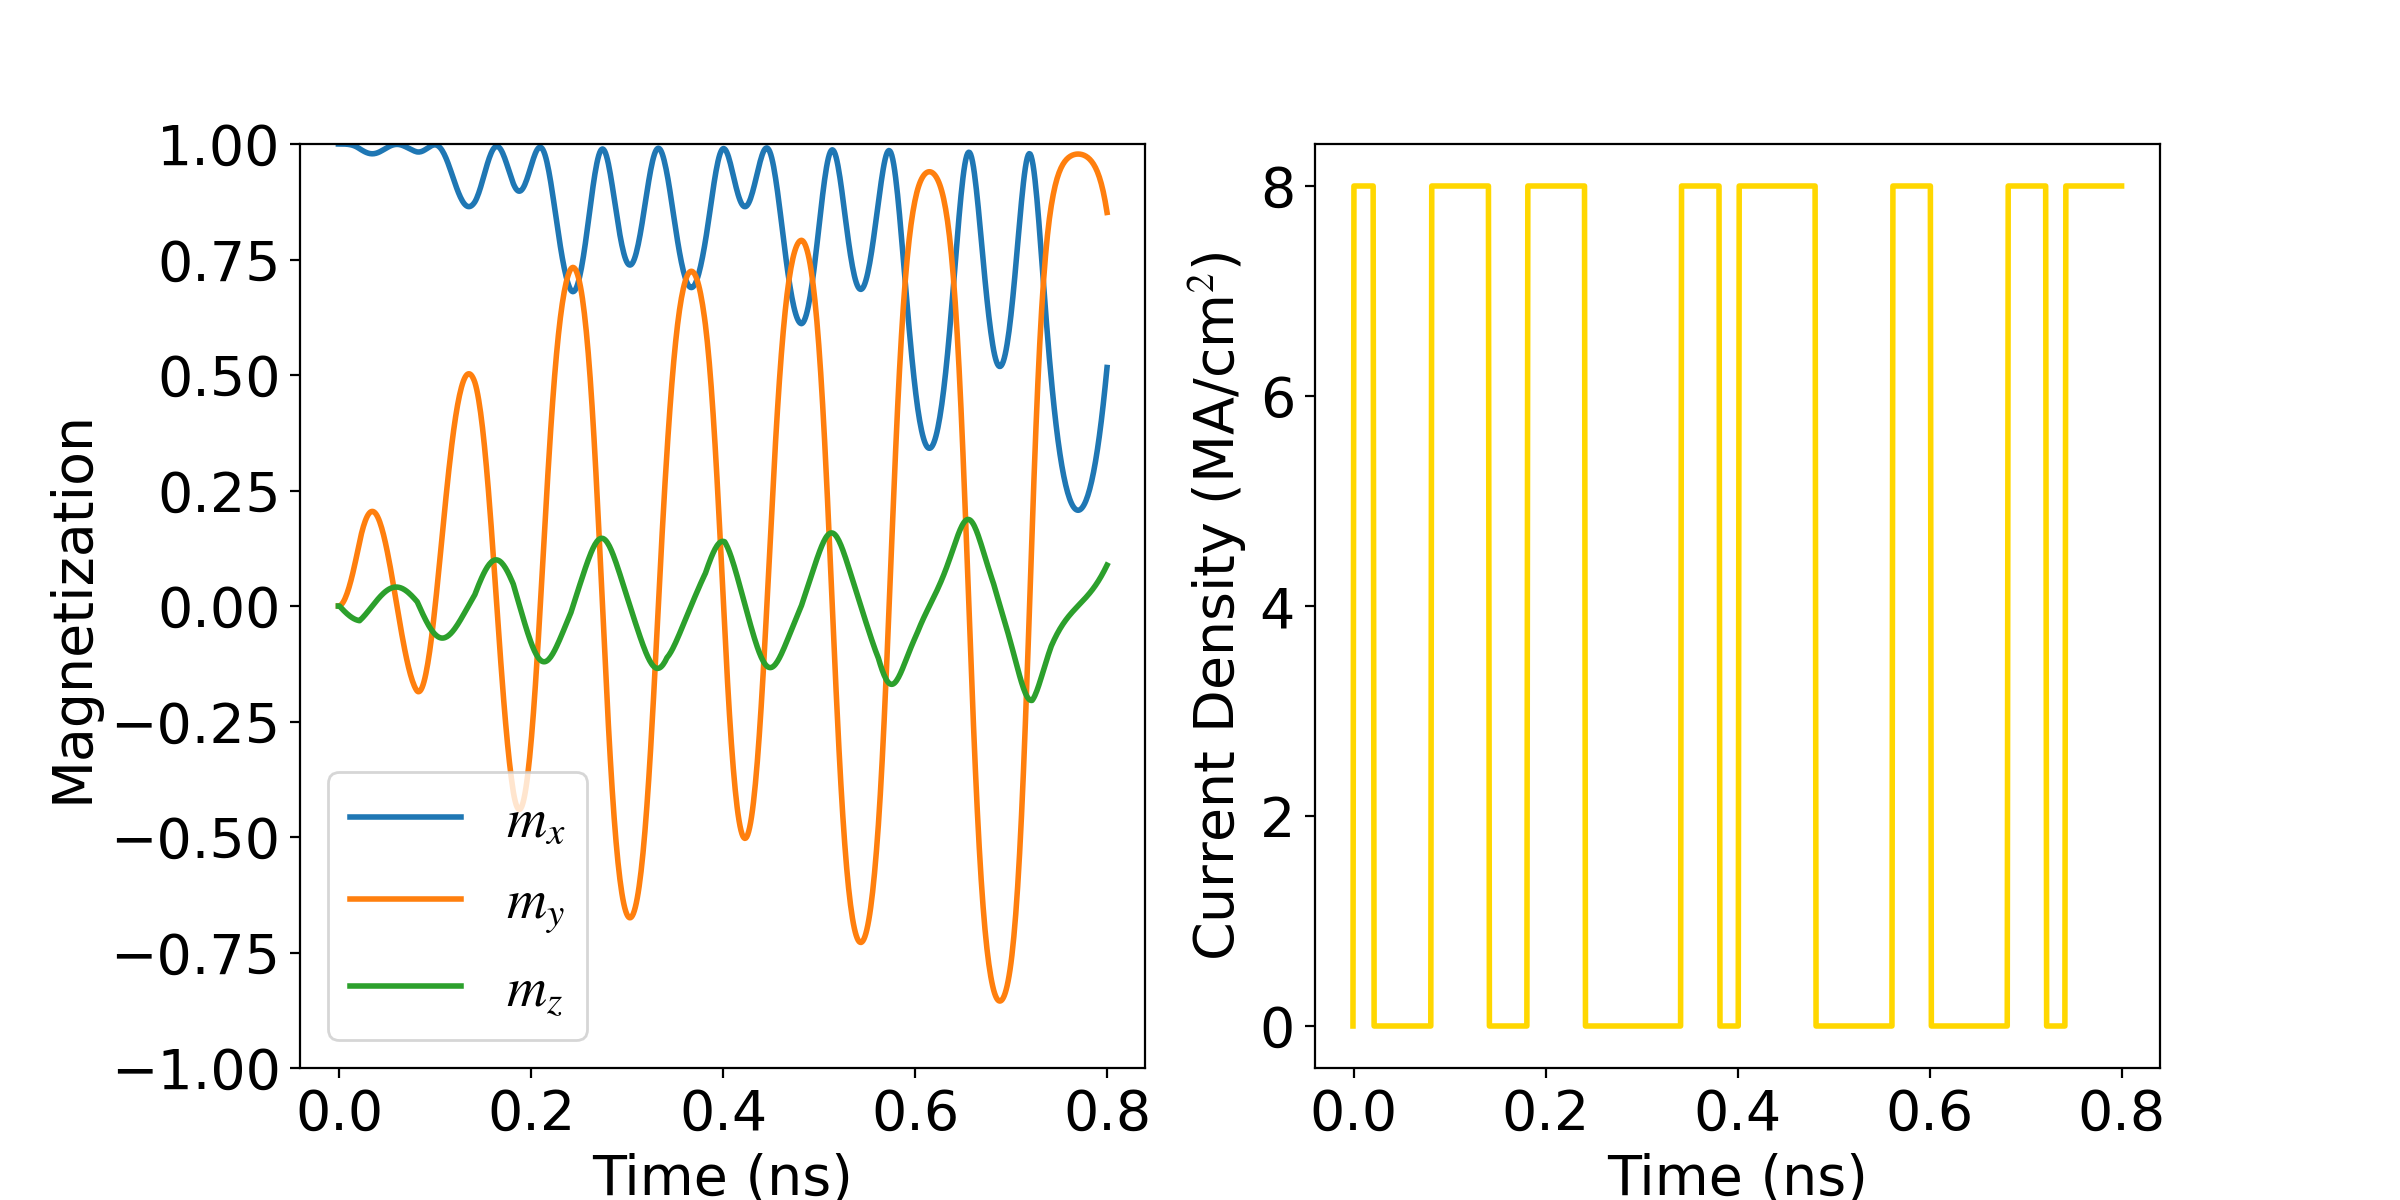 Magnetization
1.00
0.75
0.50
0.25
0.00
−0.25
−0.50
−0.75
−1.00
0.0 0.2 0.4 0.6 0.8
Time (ns)
m_x
m_y
m_z
Current Density (MA/cm²)
8
6
4
2
0
0.0 0.2 0.4 0.6 0.8
Time (ns)